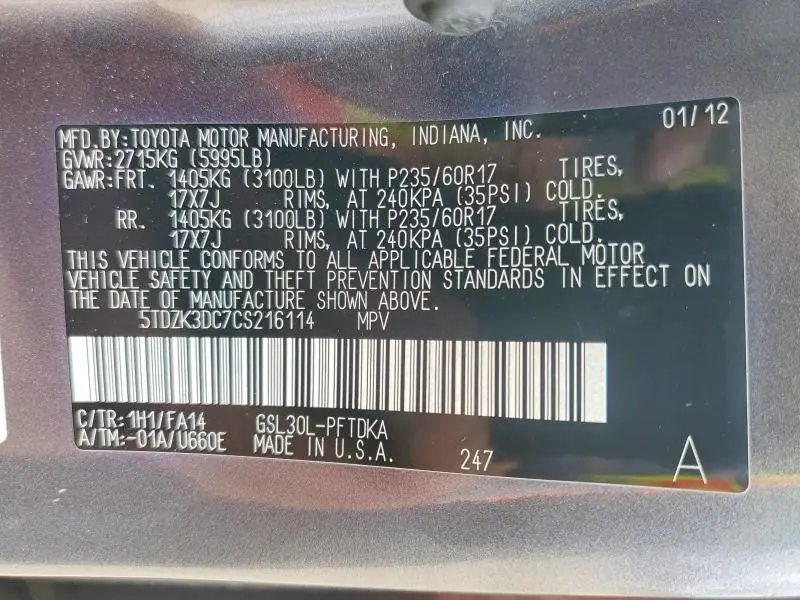 01/12
MFD.BY:TOYOTA MOTOR MANUFACTURING, INDIANA, INC.
GVWR:2715KG (5995LB)
GAWR:FRT. 1405KG (3100LB) WITH P235/60R17 TIRES,
17X7J RIMS, AT 240KPA (35PSI) COLD.
RR. 1405KG (3100LB) WITH P235/60R17 TIRES,
17X7J RIMS, AT 240KPA (35PSI) COLD.
THIS VEHICLE CONFORMS TO ALL APPLICABLE FEDERAL MOTOR
VEHICLE SAFETY AND THEFT PREVENTION STANDARDS IN EFFECT ON
THE DATE OF MANUFACTURE SHOWN ABOVE.
5TDZK3DC7CS216114 MPV
C/TR:1H1/FA14 GSL30L-PFTDKA
A/TM:-01A/U660E MADE IN U.S.A. 247 A